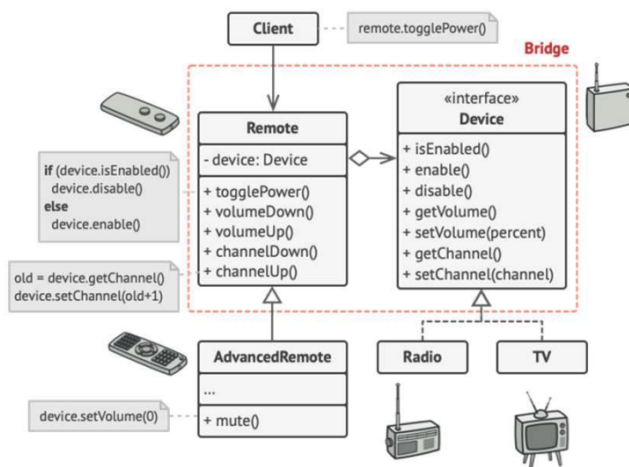 Client
remote.togglePower()
Bridge
Remote
- device: Device
+ togglePower()
+ volumeDown()
+ volumeUp()
+ channelDown()
+ channelUp()
«interface»
Device
+ isEnabled()
+ enable()
+ disable()
+ getVolume()
+ setVolume(percent)
+ getChannel()
+ setChannel(channel)
if (device.isEnabled())
device.disable()
else
device.enable()
old = device.getChannel()
device.setChannel(old+1)
AdvancedRemote
...
+ mute()
device.setVolume(0)
Radio
TV